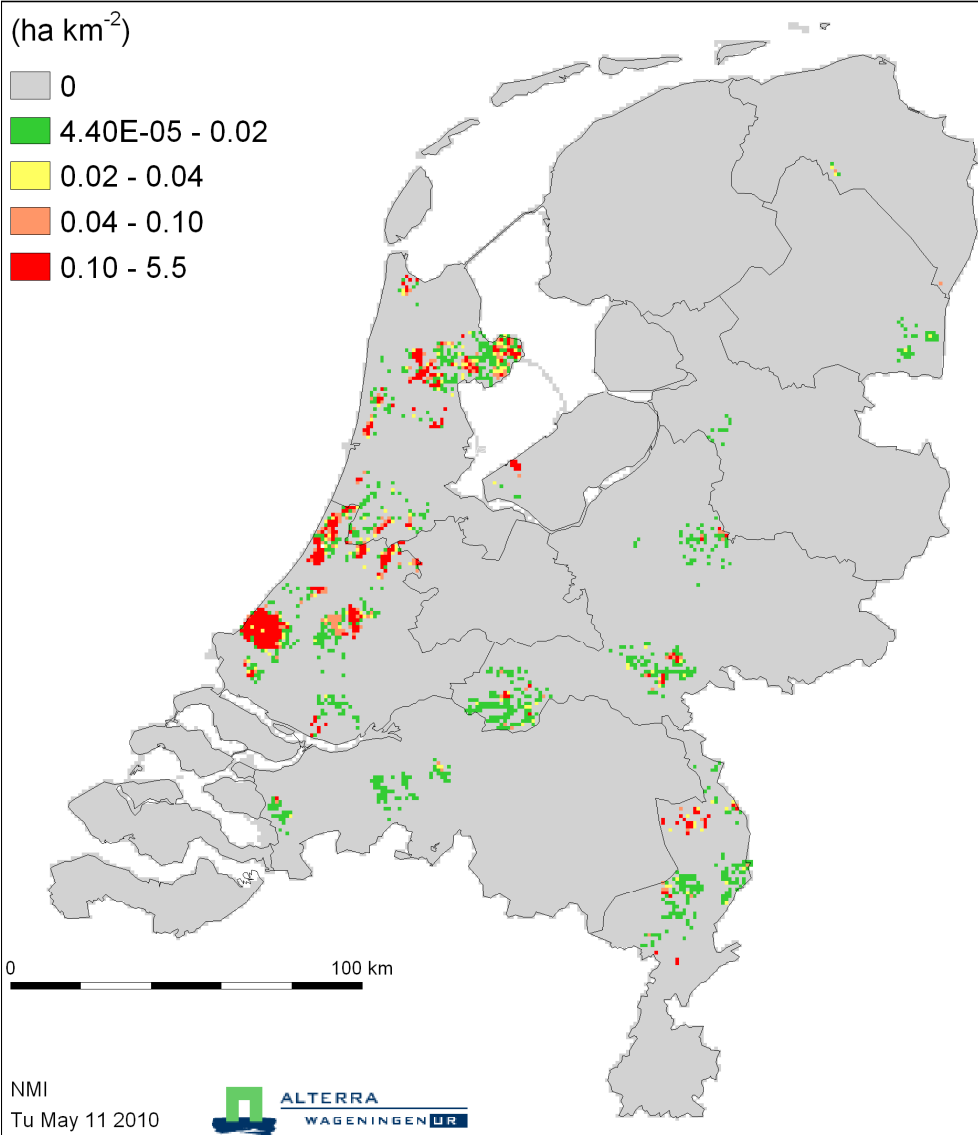 (ha km-2)
0
4.40E-05 - 0.02
0.02 - 0.04
0.04 - 0.10
0.10 - 5.5
0 100 km
NMI
Tu May 11 2010
ALTERRA
WAGENINGEN UR